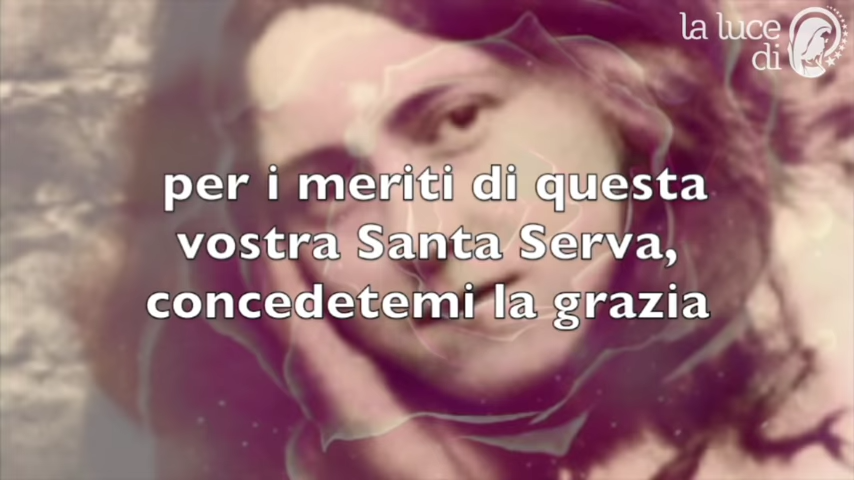 la luce
di
per i meriti di questa
vostra Santa Serva,
concedetemi la grazia